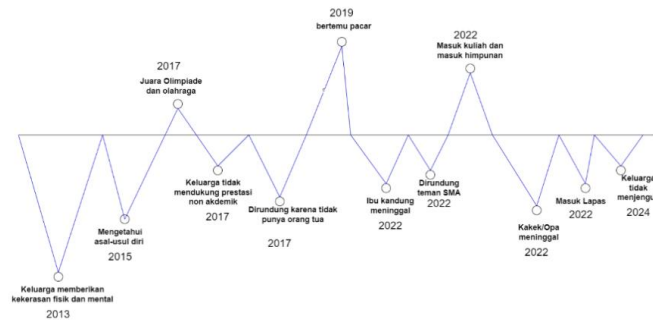 2019
bertemu pacar
2022
Masuk kuliah dan
masuk himpunan
2017
Juara Olimpiade
dan olahraga
Keluarga tidak
mendukung prestasi
non akdemik
2017
Dirundung karena tidak
punya orang tua
2017
Mengetahui
asal-usul diri
2015
Keluarga memberikan
kekerasan fisik dan mental
2013
Ibu kandung
meninggal
2022
Dirundung
teman SMA
2022
Kakek/Opa
meninggal
2022
Masuk Lapas
2022
Keluarga
tidak
menjengu
2024